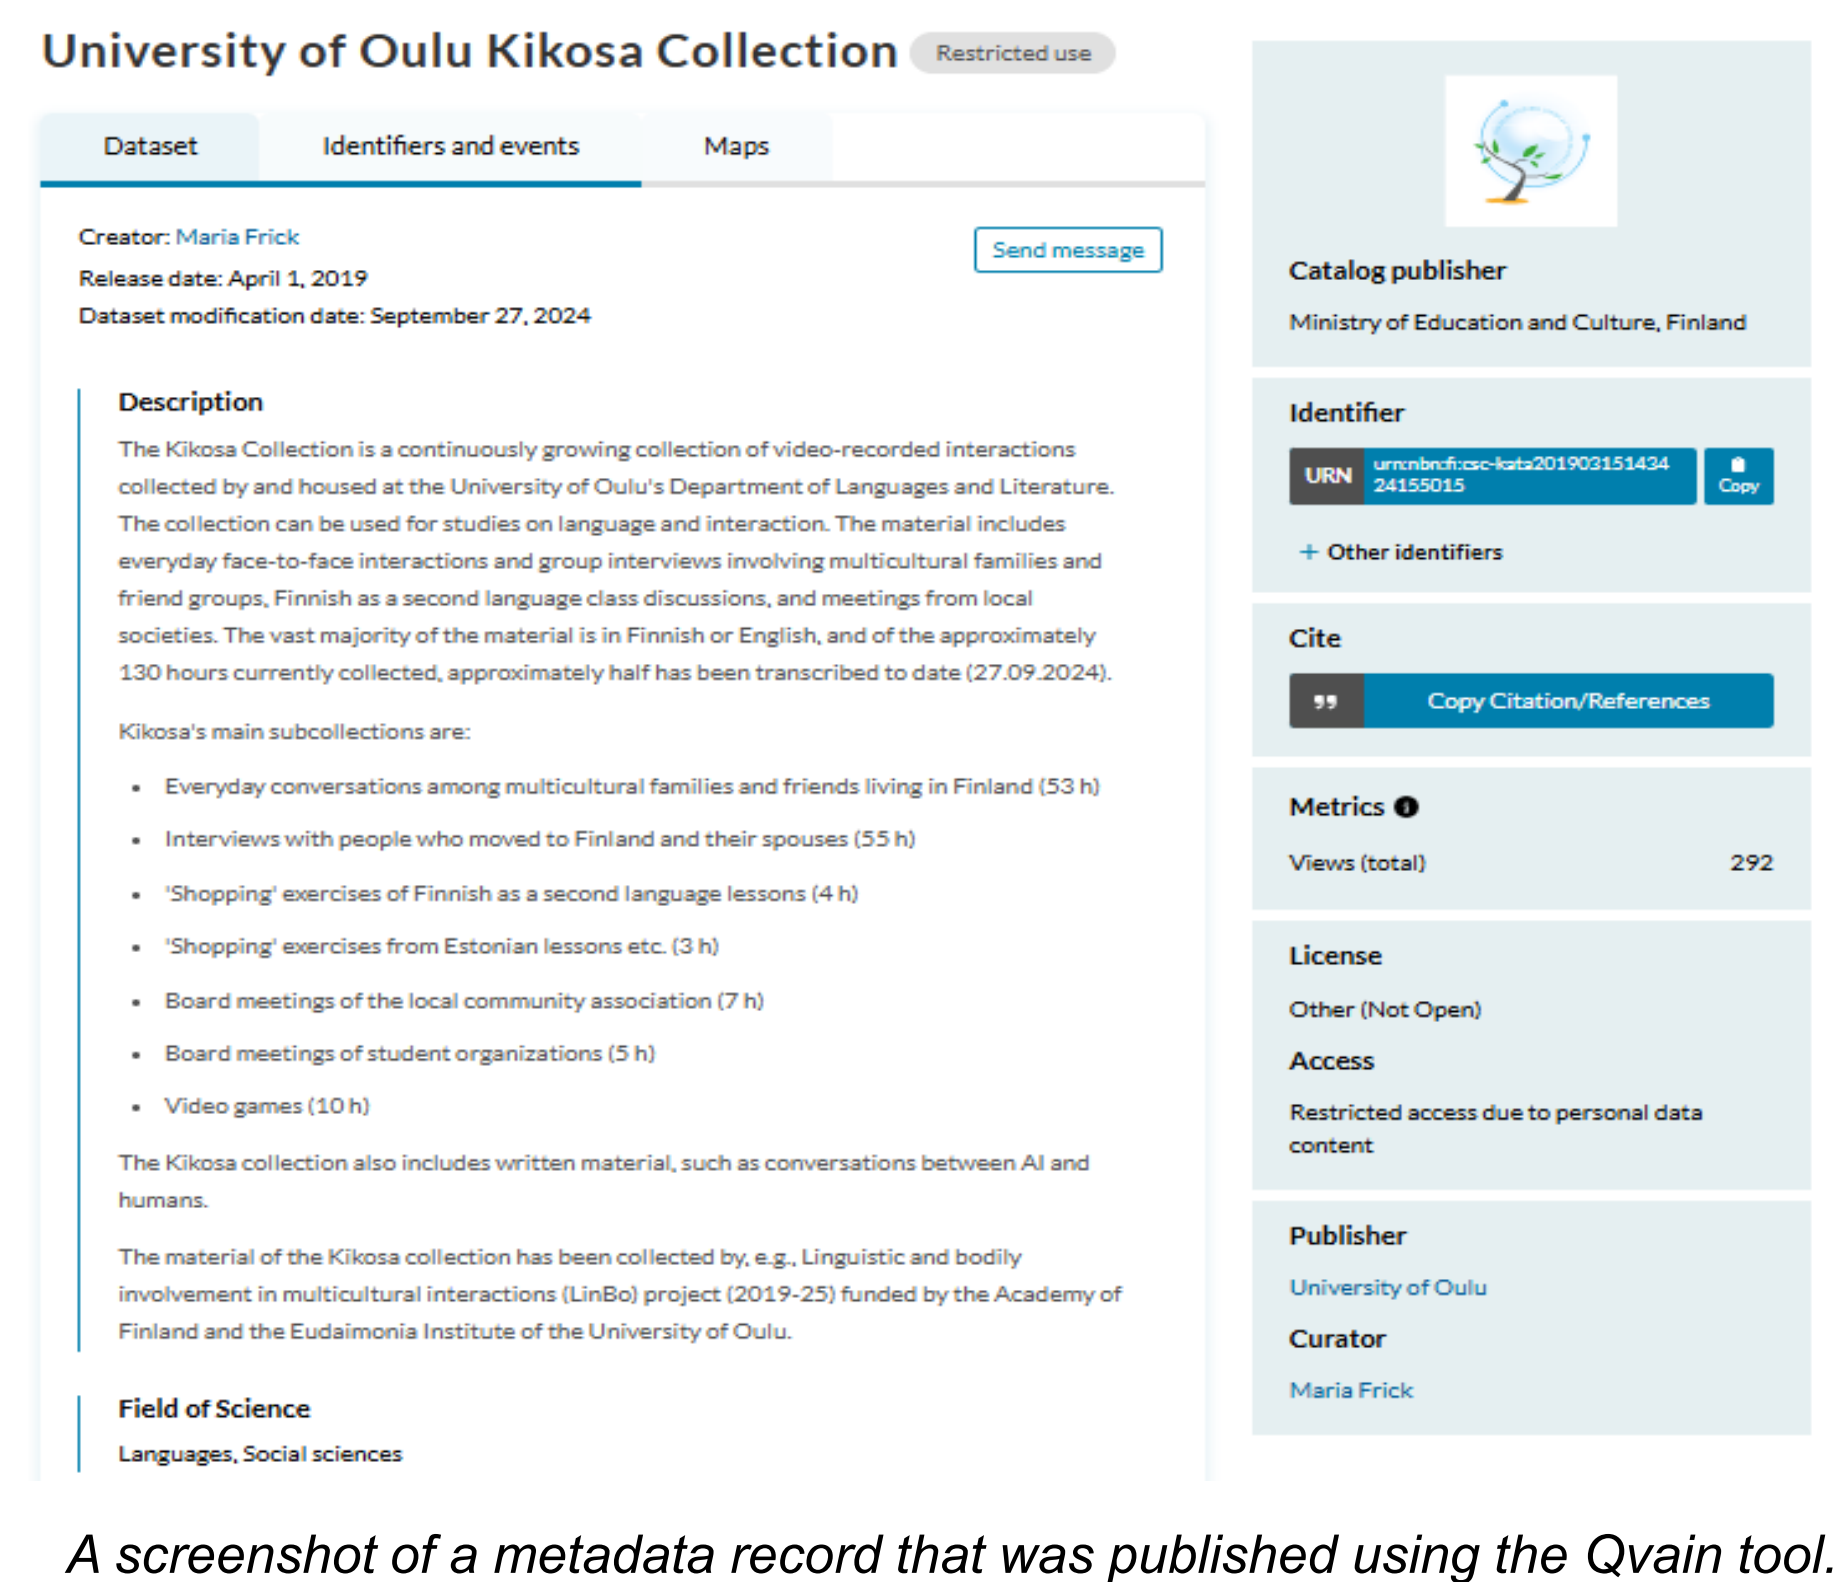 University of Oulu Kikosa Collection Restricted use
Dataset Identifiers and events Maps
Creator: Maria Frick
Send message
Release date: April 1, 2019
Dataset modification date: September 27, 2024
Description
The Kikosa Collection is a continuously growing collection of video-recorded interactions
collected by and housed at the University of Oulu's Department of Languages and Literature.
The collection can be used for studies on language and interaction. The material includes
everyday face-to-face interactions and group interviews involving multicultural families and
friend groups, Finnish as a second language class discussions, and meetings from local
societies. The vast majority of the material is in Finnish or English, and of the approximately
130 hours currently collected, approximately half has been transcribed to date (27.09.2024).
Kikosa's main subcollections are:
• Everyday conversations among multicultural families and friends living in Finland (53 h)
• Interviews with people who moved to Finland and their spouses (55 h)
• 'Shopping' exercises of Finnish as a second language lessons (4 h)
• 'Shopping' exercises from Estonian lessons etc. (3 h)
• Board meetings of the local community association (7 h)
• Board meetings of student organizations (5 h)
• Video games (10 h)
The Kikosa collection also includes written material, such as conversations between AI and
humans.
The material of the Kikosa collection has been collected by, e.g., Linguistic and bodily
involvement in multicultural interactions (LinBo) project (2019-25) funded by the Academy of
Finland and the Eudaimonia Institute of the University of Oulu.
Field of Science
Languages, Social sciences
Catalog publisher
Ministry of Education and Culture, Finland
Identifier
URN urn:nbn:fi:csc-kata201903151434
24155015
Copy
+ Other identifiers
Cite
Copy Citation/References
Metrics
Views (total) 292
License
Other (Not Open)
Access
Restricted access due to personal data
content
Publisher
University of Oulu
Curator
Maria Frick
A screenshot of a metadata record that was published using the Qvain tool.